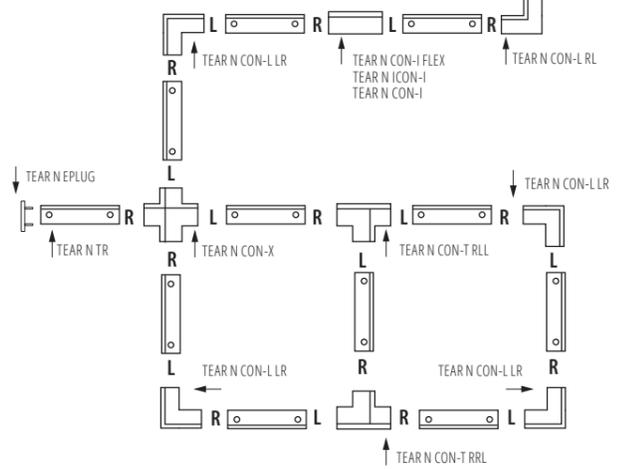 L R L R
TEAR N CON-L LR
TEAR N CON-I FLEX
TEAR N ICON-I
TEAR N CON-I
TEAR N CON-L RL
R
L
TEAR N EPLUG
TEAR N CON-L LR
R L R L R
TEAR N TR
TEAR N CON-X
TEAR N CON-T RLL
R L L
L R R
TEAR N CON-L LR
TEAR N CON-L LR
R L R L
TEAR N CON-T RRL